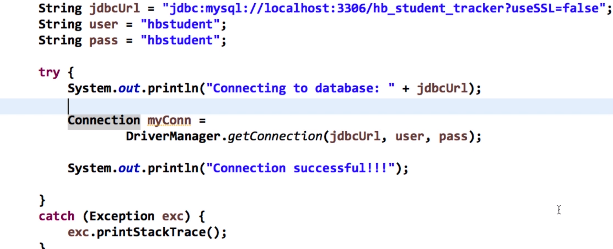 String jdbcUrl = "jdbc:mysql://localhost:3306/hb_student_tracker?useSSL=false";
String user = "hbstudent";
String pass = "hbstudent";
try {
System.out.println("Connecting to database: " + jdbcUrl);
Connection myConn =
DriverManager.getConnection(jdbcUrl, user, pass);
System.out.println("Connection successful!!!");
}
catch (Exception exc) {
exc.printStackTrace();
}